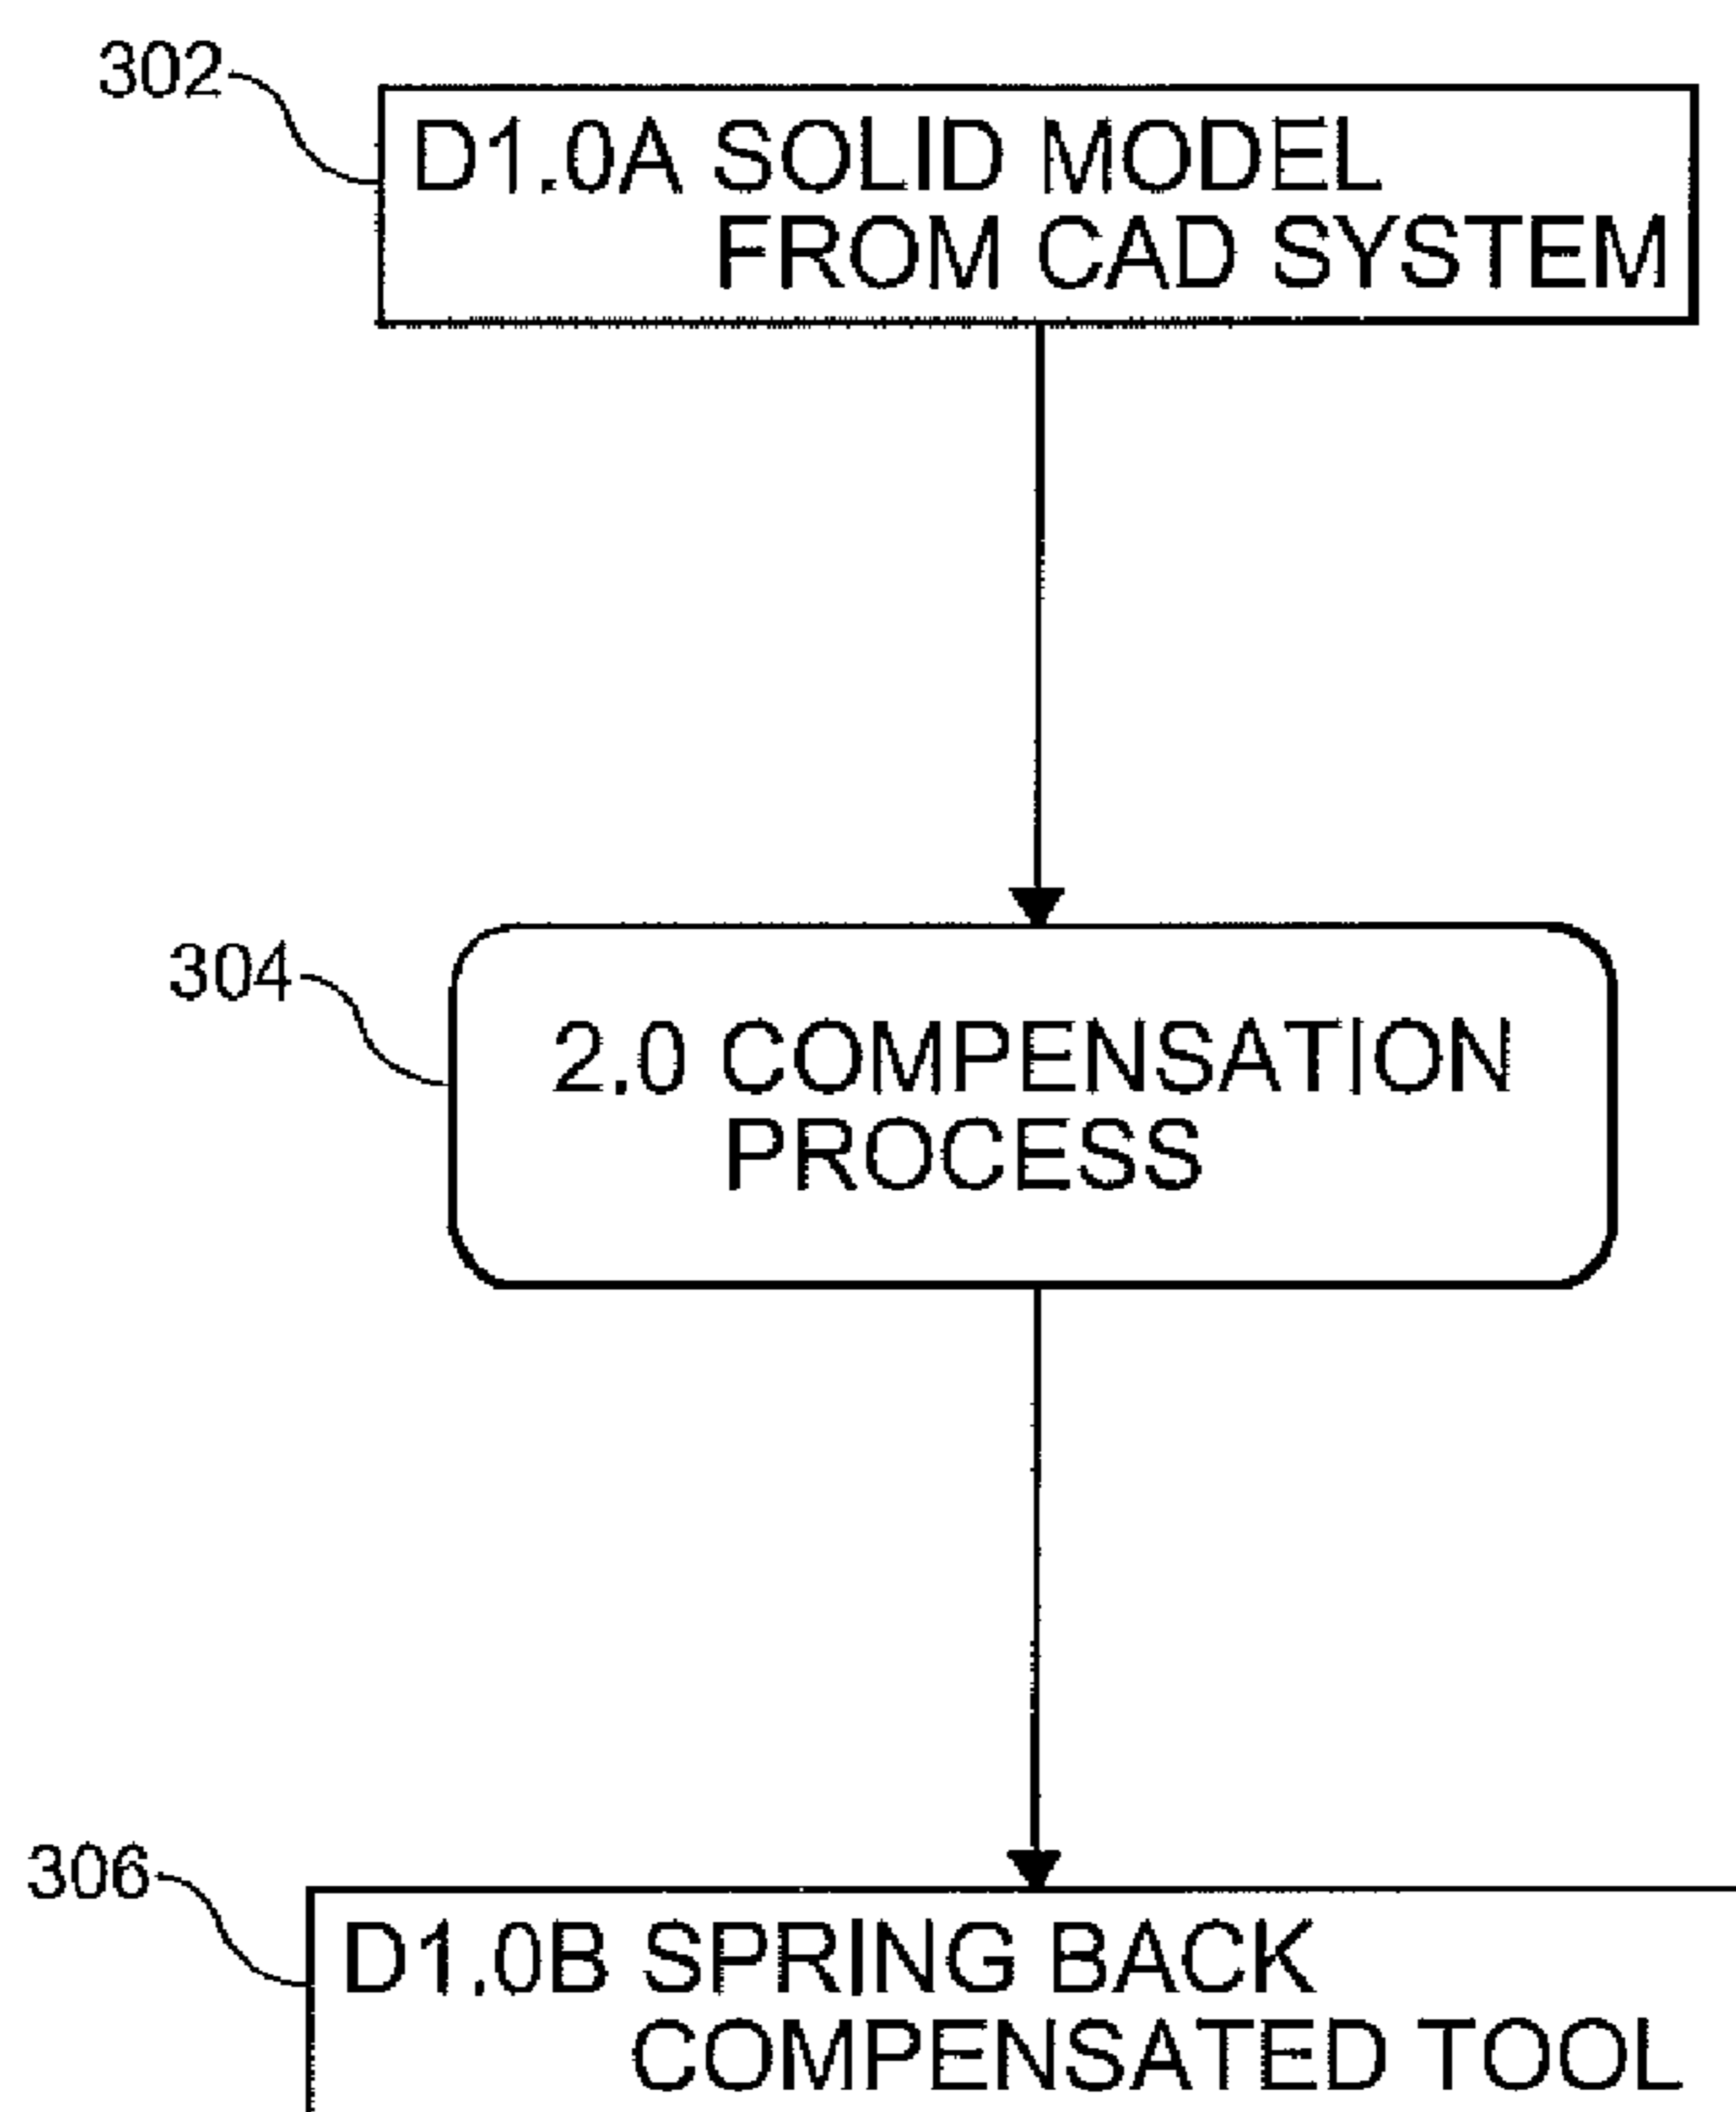 302
D1.0A SOLID MODEL
FROM CAD SYSTEM
304
2.0 COMPENSATION
PROCESS
306
D1.0B SPRING BACK
COMPENSATED TOOL